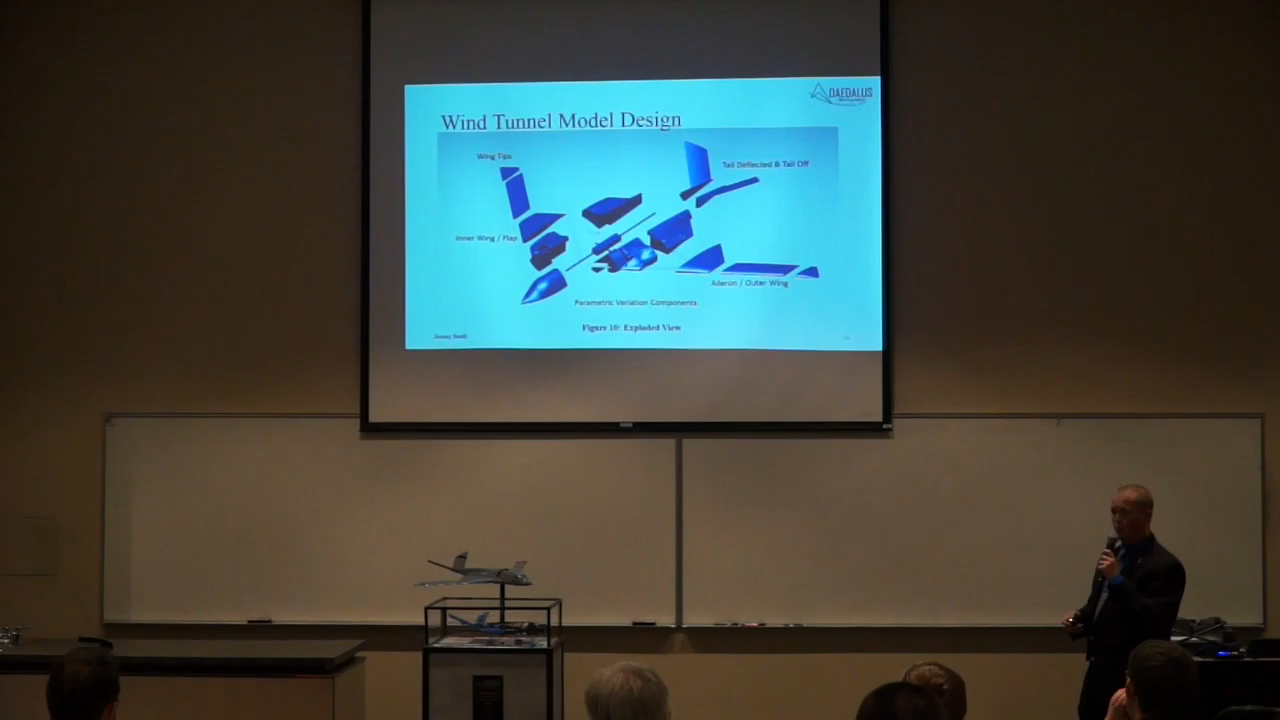 DAEDALUS
Wind Tunnel Model Design
Wing Tips
Tail Deflected & Tail Off
Inner Wing / Flap
Aileron / Outer Wing
Parametric Variation Components
Figure 10: Exploded View